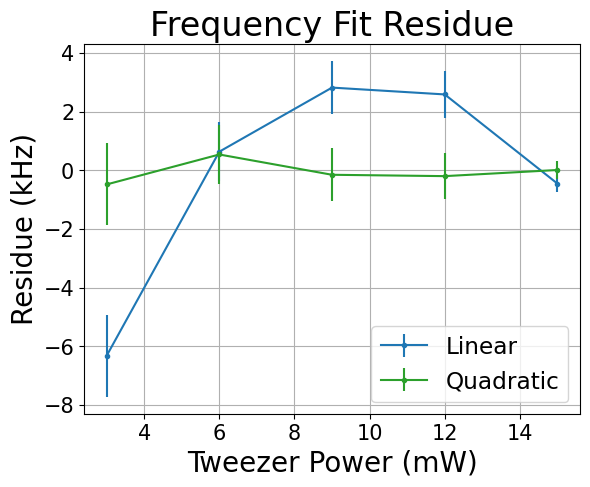 Frequency Fit Residue
Residue (kHz)
4
2
0
−2
−4
−6
−8
Linear
Quadratic
4
6
8
10
12
14
Tweezer Power (mW)